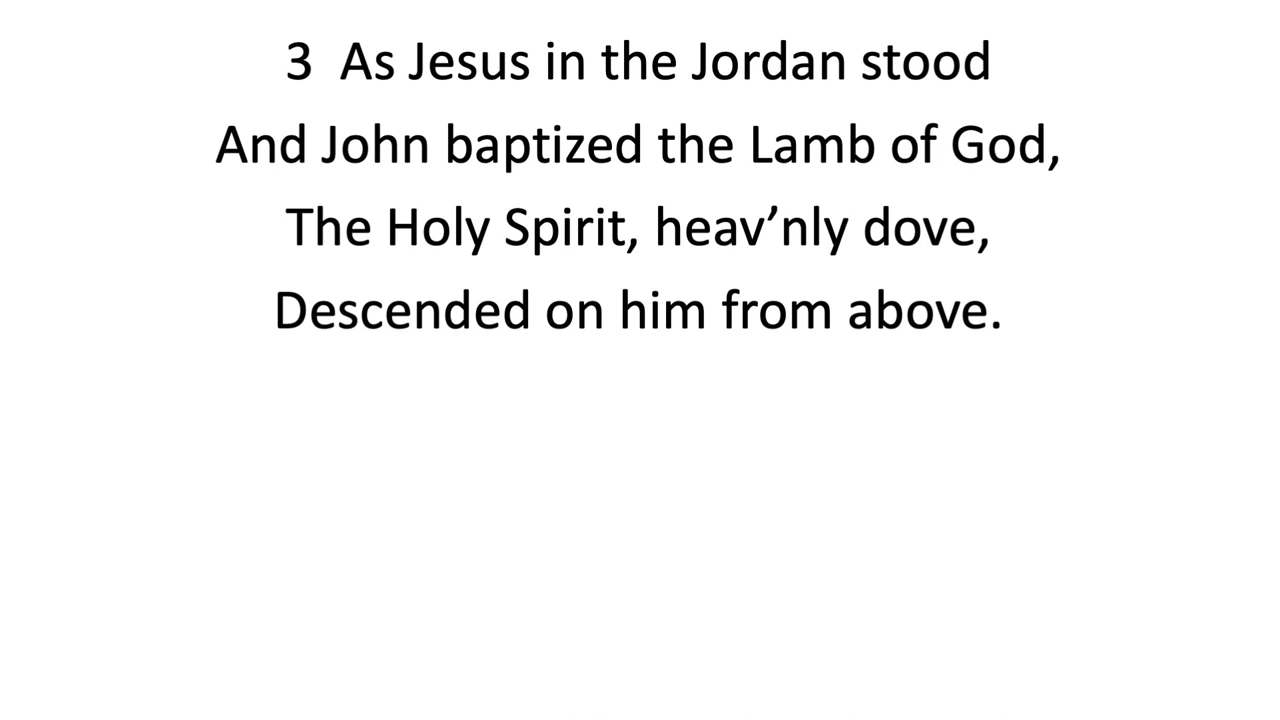 3 As Jesus in the Jordan stood
And John baptized the Lamb of God,
The Holy Spirit, heav’nly dove,
Descended on him from above.